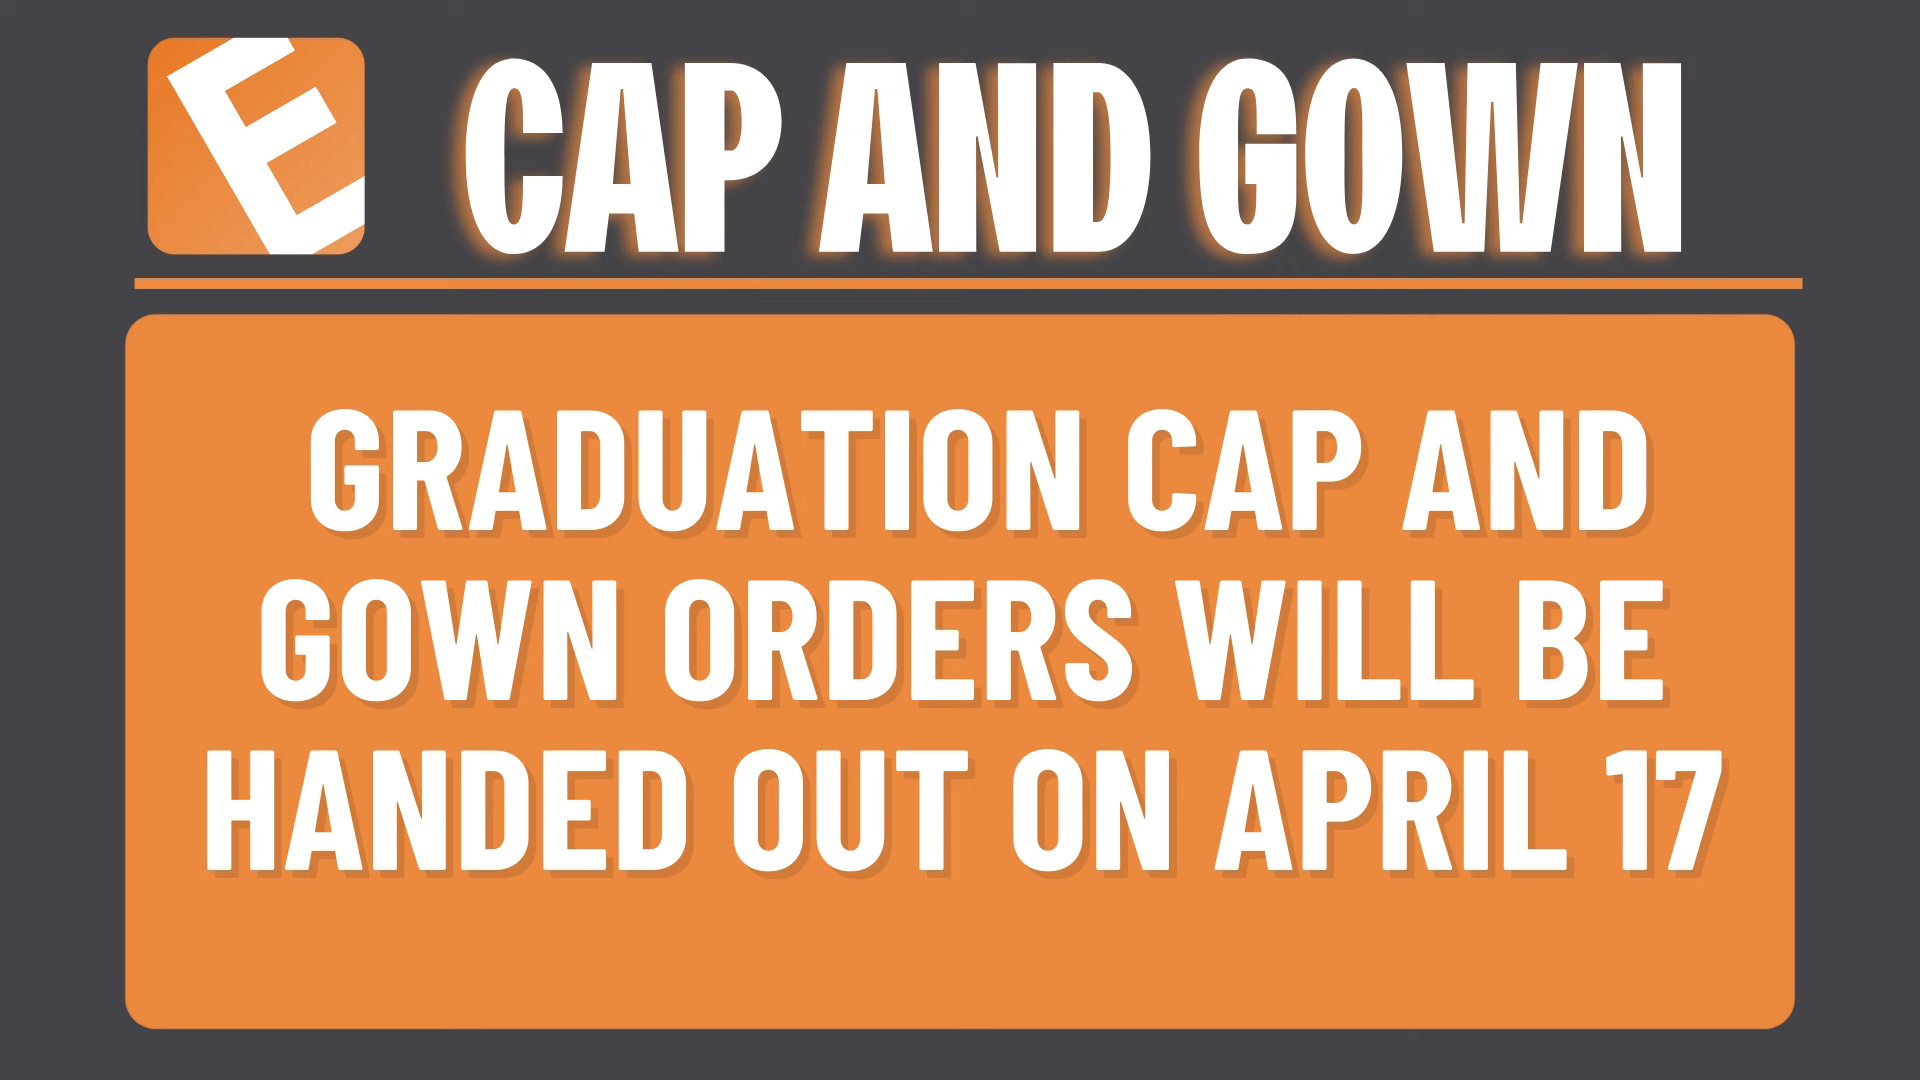 E
CAP AND GOWN
GRADUATION CAP AND
GOWN ORDERS WILL BE
HANDED OUT ON APRIL 17